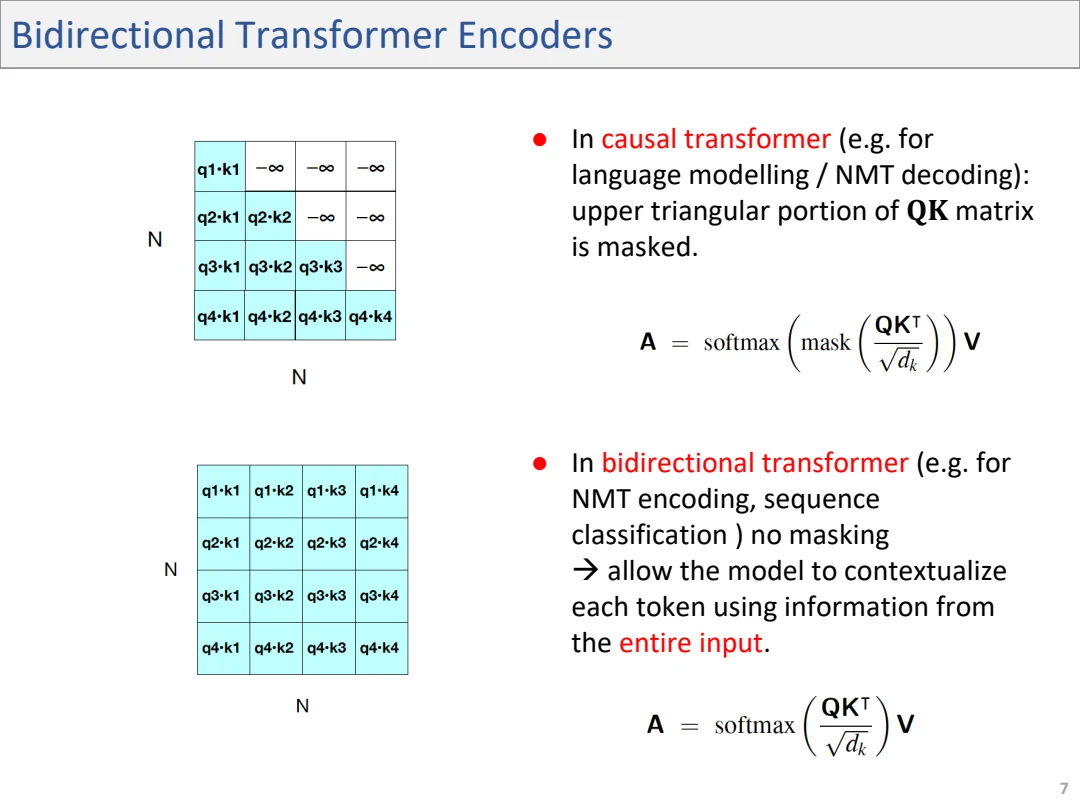 Bidirectional Transformer Encoders
q1•k1 −∞ −∞ −∞
q2•k1 q2•k2 −∞ −∞
N
q3•k1 q3•k2 q3•k3 −∞
q4•k1 q4•k2 q4•k3 q4•k4
N
● In causal transformer (e.g. for
language modelling / NMT decoding):
upper triangular portion of QK matrix
is masked.
A = softmax(mask(QK⊤/√dk))V
q1•k1 q1•k2 q1•k3 q1•k4
q2•k1 q2•k2 q2•k3 q2•k4
N
q3•k1 q3•k2 q3•k3 q3•k4
q4•k1 q4•k2 q4•k3 q4•k4
N
● In bidirectional transformer (e.g. for
NMT encoding, sequence
classification ) no masking
→ allow the model to contextualize
each token using information from
the entire input.
A = softmax(QK⊤/√dk)V
7